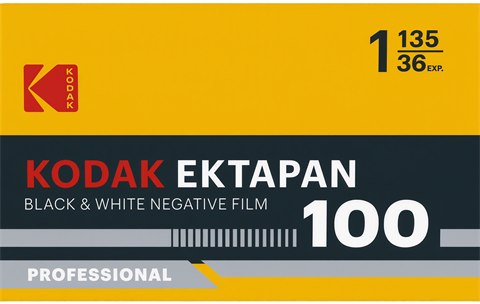 1 135
36 EXP.
KODAK
KODAK EKTAPAN
BLACK & WHITE NEGATIVE FILM
100
PROFESSIONAL